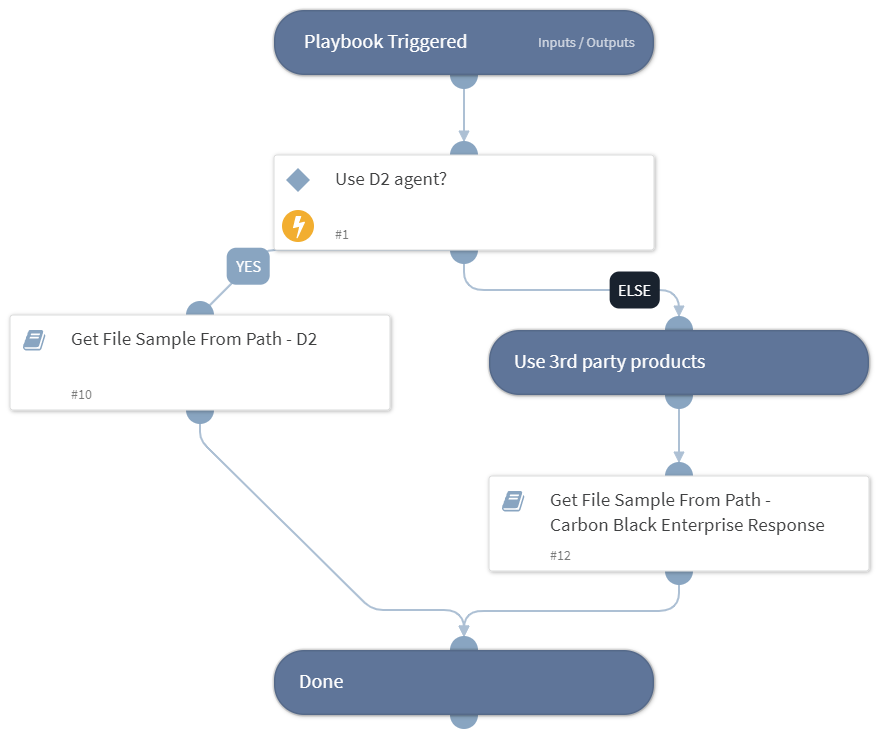 Playbook Triggered
Inputs / Outputs
Use D2 agent?
#1
YES
ELSE
Get File Sample From Path - D2
#10
Use 3rd party products
Get File Sample From Path -
Carbon Black Enterprise Response
#12
Done